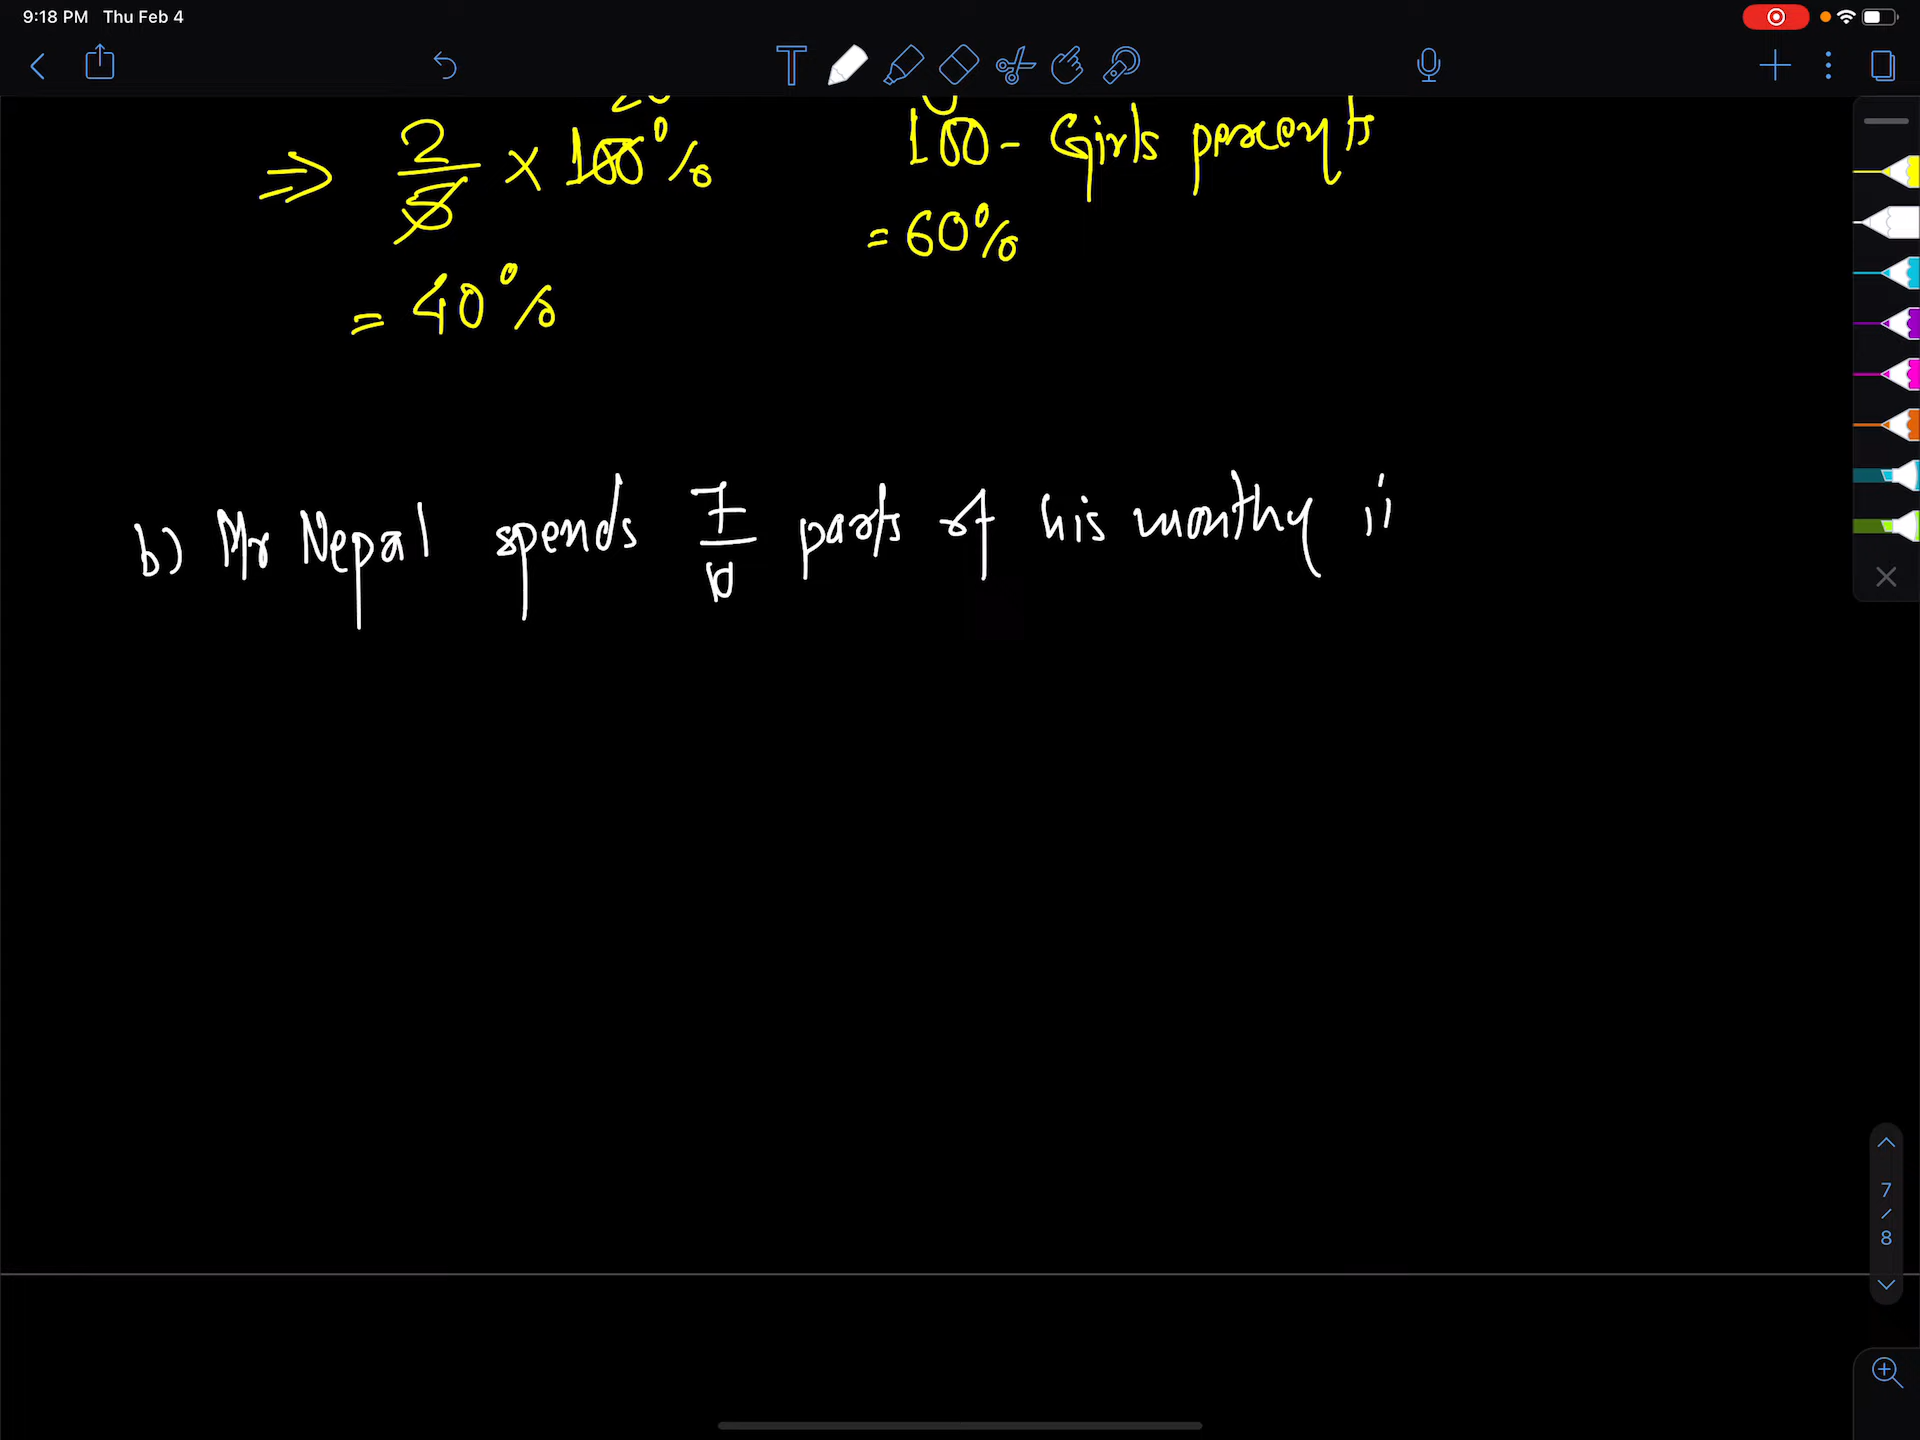 9:18 PM Thu Feb 4
⇒ 2/5 × 100%
= 40%
100 - Girls percents
= 60%
b) Mr Nepal spends 7/10 parts of his monthy
7
/
8